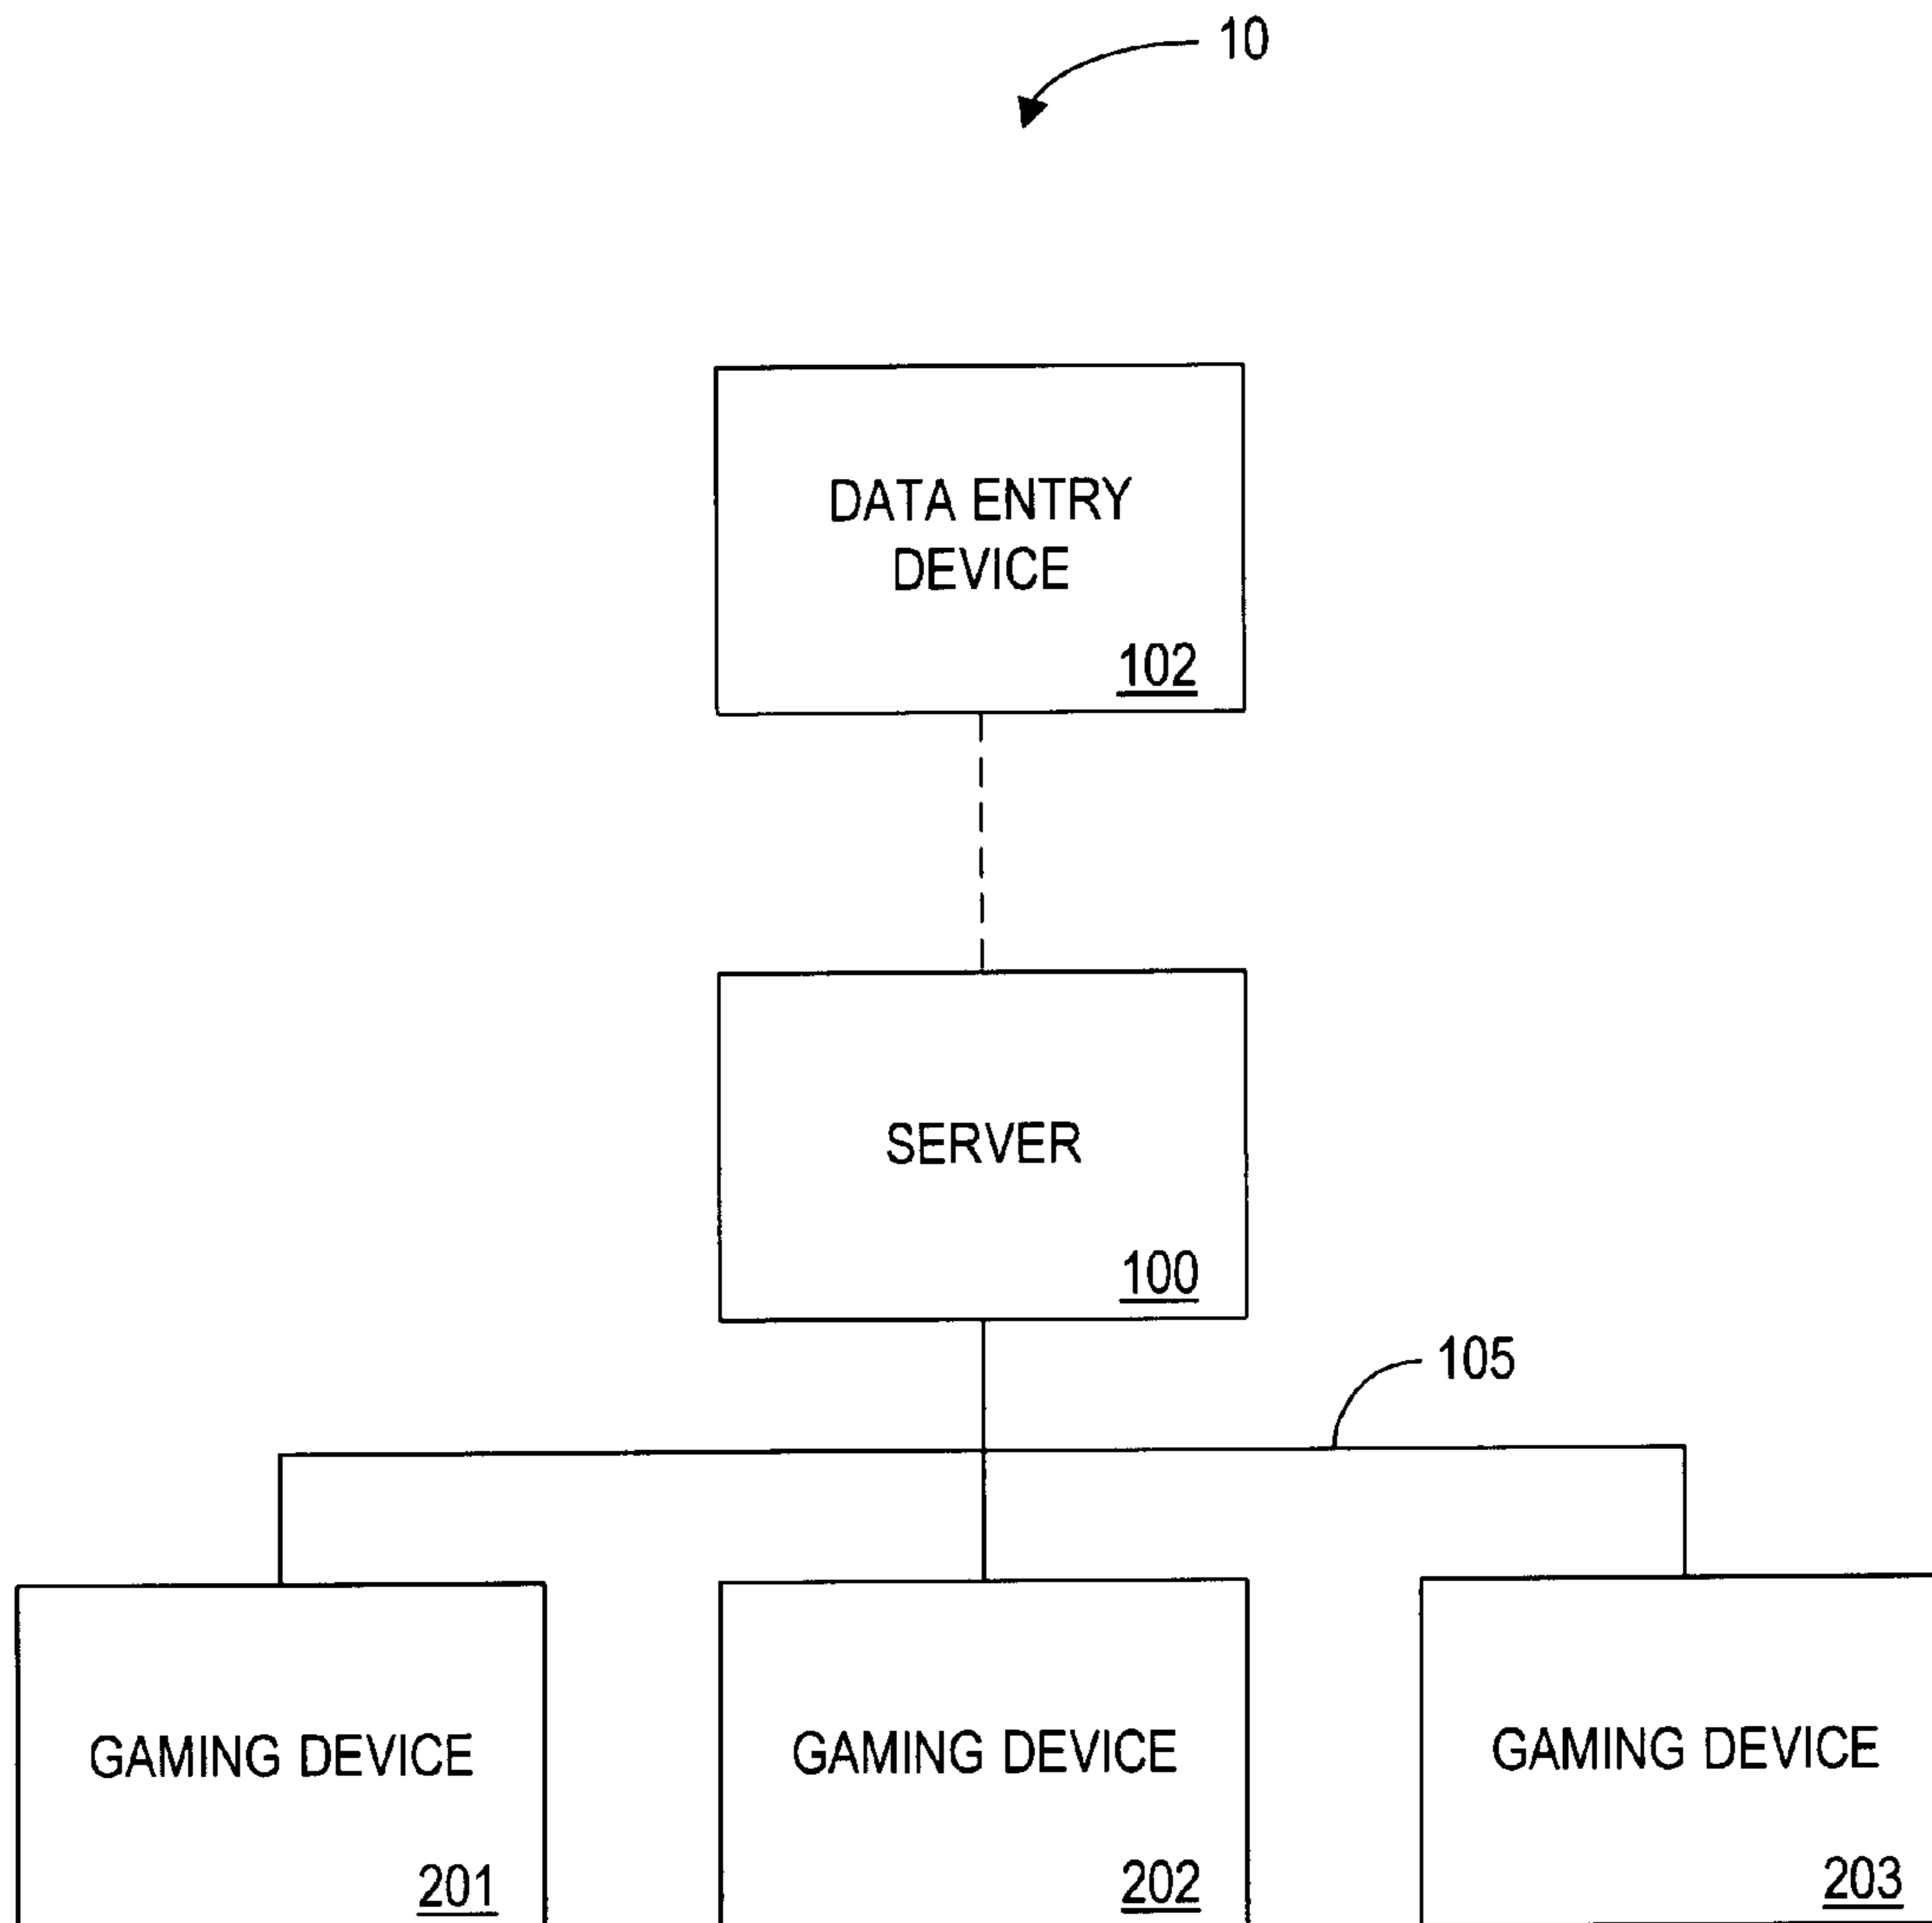 10
DATA ENTRY
DEVICE
102
SERVER
100
105
GAMING DEVICE
201
GAMING DEVICE
202
GAMING DEVICE
203